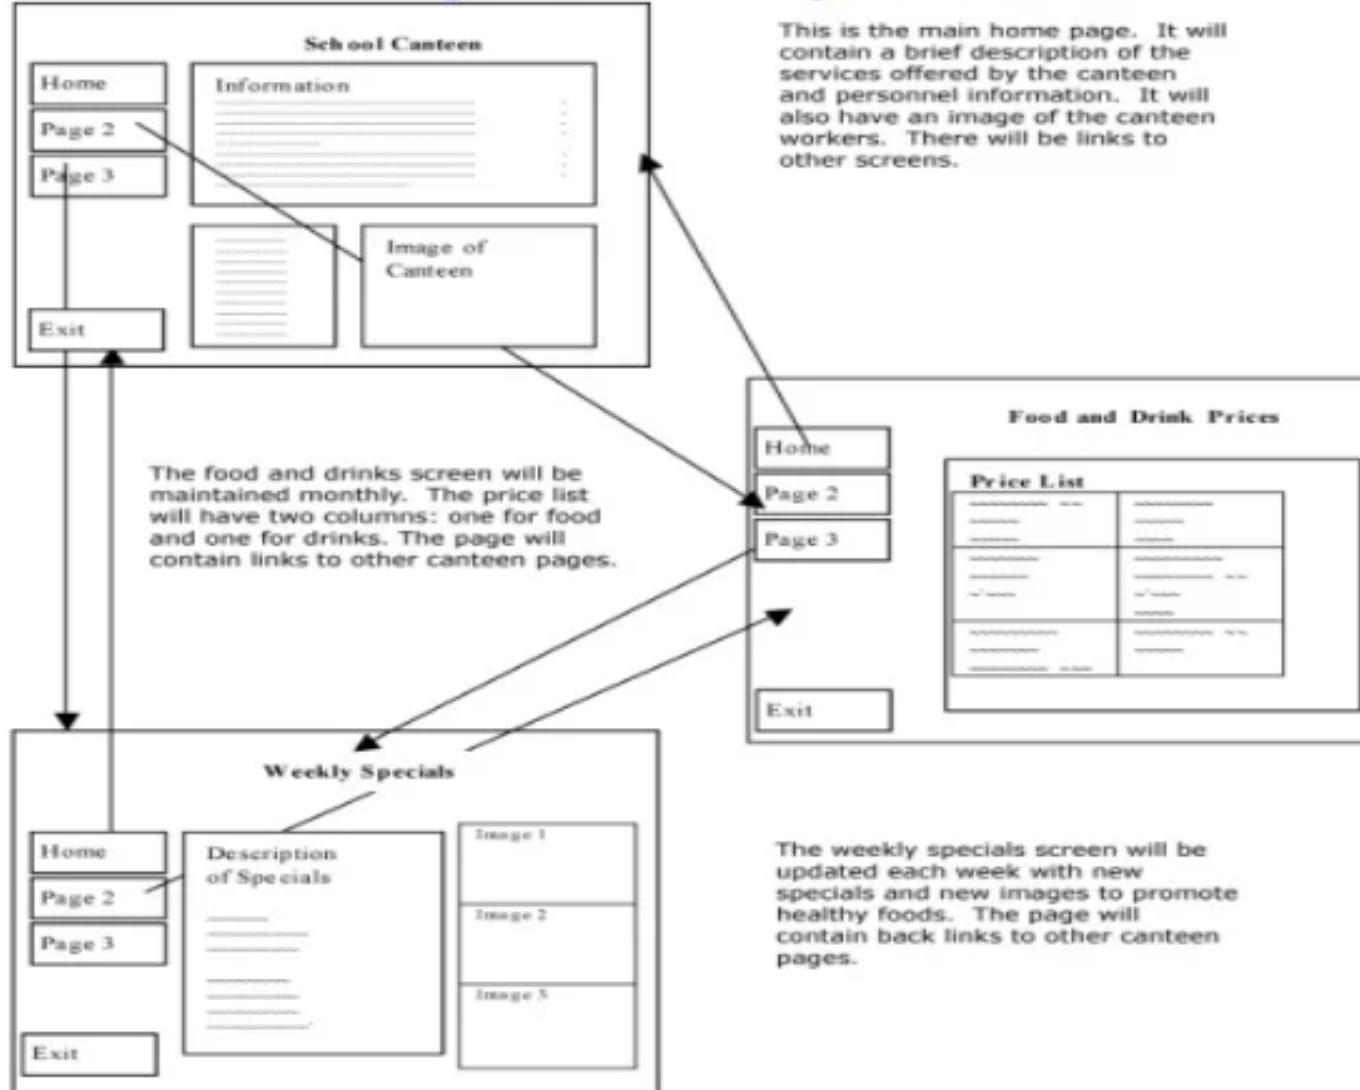 School Canteen
Home
Page 2
Page 3
Exit
Information
Image of
Canteen
This is the main home page. It will
contain a brief description of the
services offered by the canteen
and personnel information. It will
also have an image of the canteen
workers. There will be links to
other screens.
The food and drinks screen will be
maintained monthly. The price list
will have two columns: one for food
and one for drinks. The page will
contain links to other canteen pages.
Food and Drink Prices
Home
Page 2
Page 3
Exit
Price List
Weekly Specials
Home
Page 2
Page 3
Exit
Description
of Specials
Image 1
Image 2
Image 3
The weekly specials screen will be
updated each week with new
specials and new images to promote
healthy foods. The page will
contain back links to other canteen
pages.